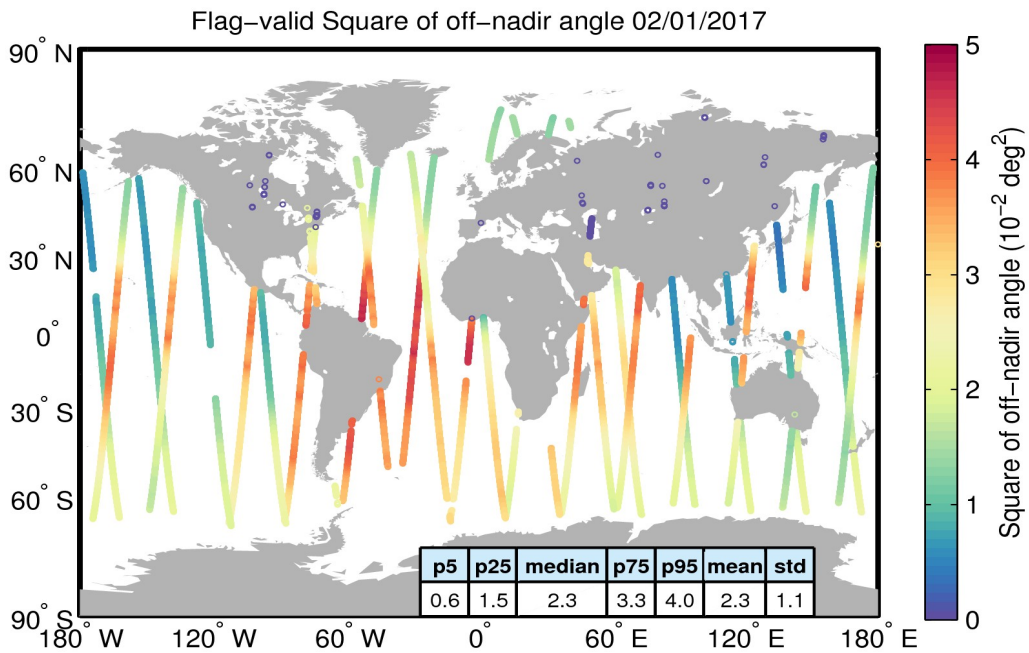 Flag−valid Square of off−nadir angle 02/01/2017
90° N
60° N
30° N
0°
30° S
60° S
90° S
180° W
120° W
60° W
0°
60° E
120° E
180° E
p5 p25 median p75 p95 mean std
0.6 1.5 2.3 3.3 4.0 2.3 1.1
5
4
3
2
1
0
Square of off−nadir angle (10⁻² deg²)